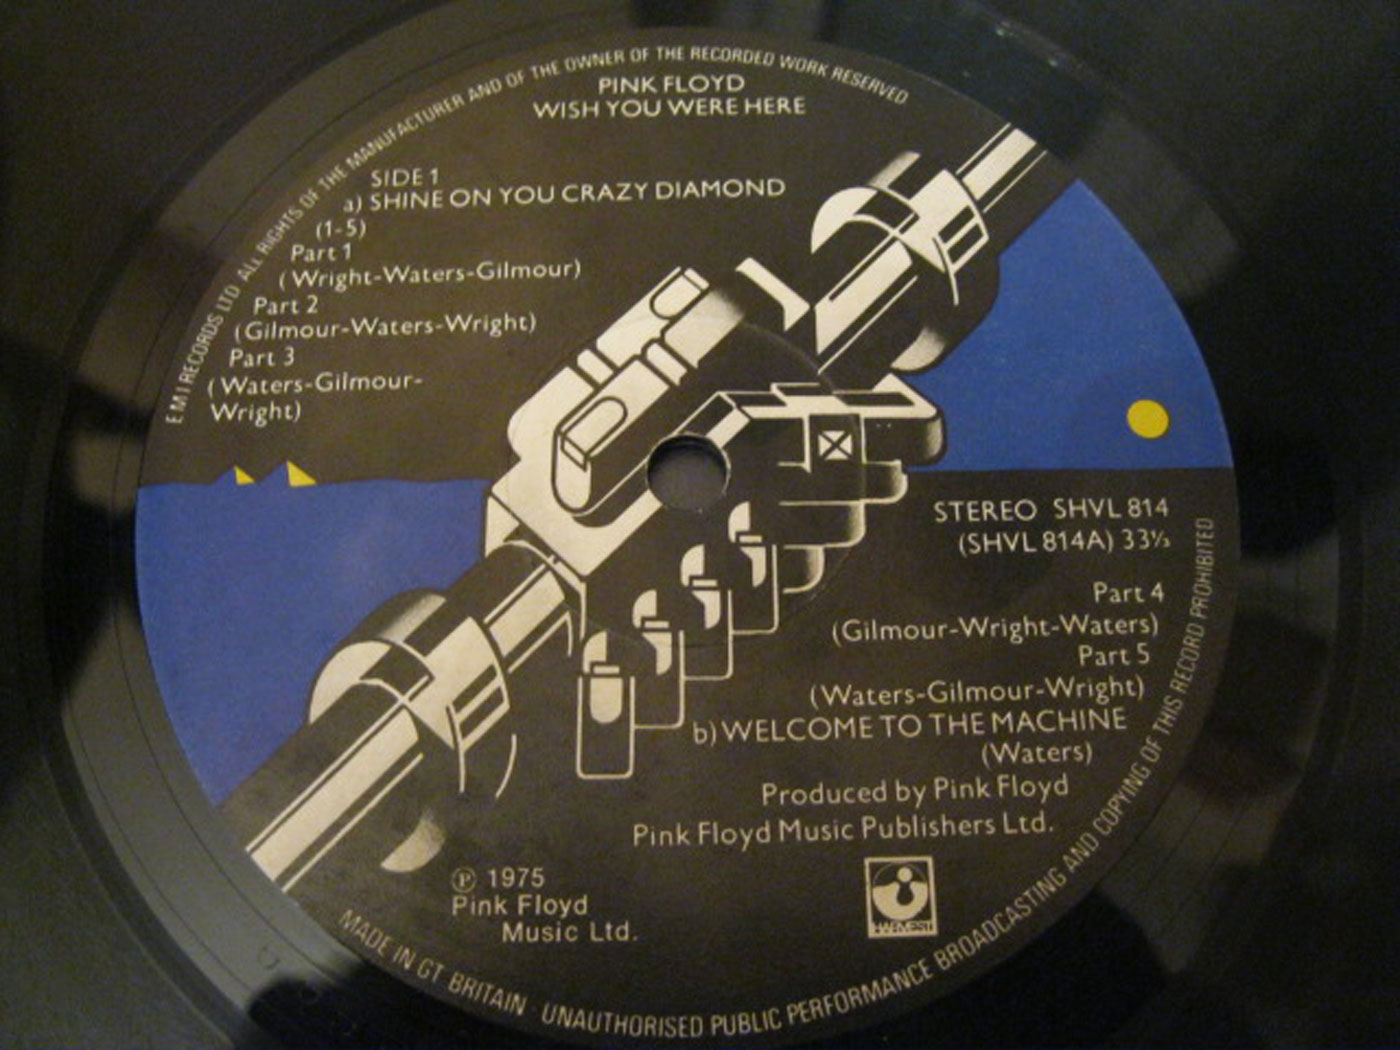 E M I RECORDS LTD ALL RIGHTS OF THE MANUFACTURER AND OF THE OWNER OF THE RECORDED WORK RESERVED
PINK FLOYD
WISH YOU WERE HERE
SIDE 1
a) SHINE ON YOU CRAZY DIAMOND
(1-5)
Part 1
(Wright-Waters-Gilmour)
Part 2
(Gilmour-Waters-Wright)
Part 3
(Waters-Gilmour-
Wright)
STEREO SHVL 814
(SHVL 814A) 33⅓
Part 4
(Gilmour-Wright-Waters)
Part 5
(Waters-Gilmour-Wright)
b) WELCOME TO THE MACHINE
(Waters)
Produced by Pink Floyd
Pink Floyd Music Publishers Ltd.
℗ 1975
Pink Floyd
Music Ltd.
HARVEST
MADE IN GT BRITAIN · UNAUTHORISED PUBLIC PERFORMANCE BROADCASTING AND COPYING OF THIS RECORD PROHIBITED